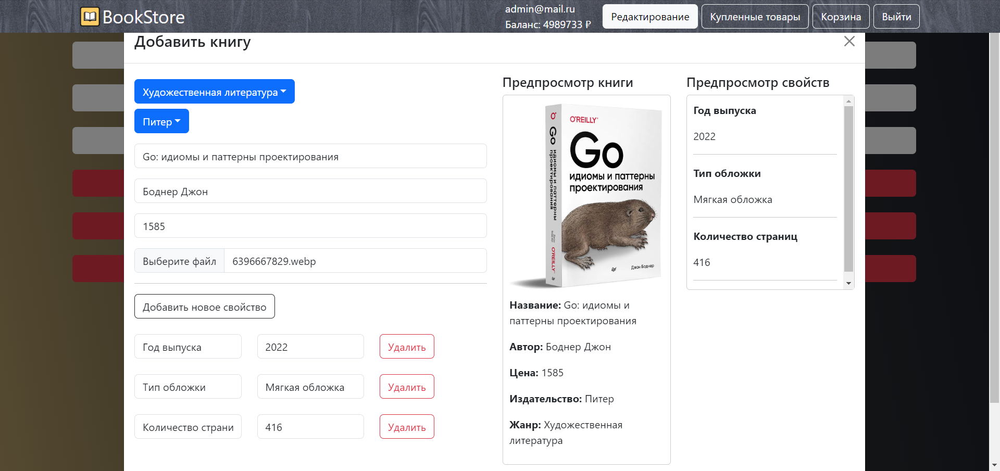 BookStore
admin@mail.ru
Баланс: 4989733 ₽
Редактирование
Купленные товары
Корзина
Выйти
Добавить книгу
Художественная литература
Питер
Go: идиомы и паттерны проектирования
Боднер Джон
1585
Выберите файл
6396667829.webp
Добавить новое свойство
Год выпуска
2022
Удалить
Тип обложки
Мягкая обложка
Удалить
Количество страни
416
Удалить
Предпросмотр книги
O'REILLY®
Go
идиомы и паттерны
проектирования
Джон Боднер
Go
идиомы и паттерны
проектирования
Джон
Боднер
O'REILLY®
Название: Go: идиомы и
паттерны проектирования
Автор: Боднер Джон
Цена: 1585
Издательство: Питер
Жанр: Художественная
литература
Предпросмотр свойств
Год выпуска
2022
Тип обложки
Мягкая обложка
Количество страниц
416